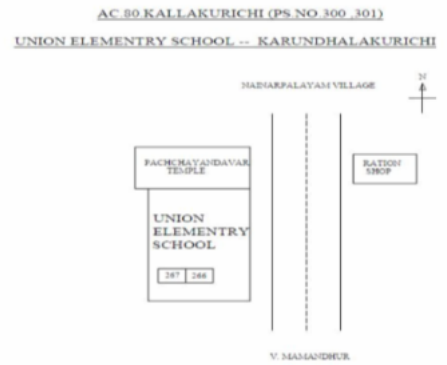 AC.80 KALLAKURICHI (PS.NO.300 ,301)
UNION ELEMENTRY SCHOOL -- KARUNDHALAKURICHI
NAINARPALAYAM VILLAGE
N
PACHCHAYANDAVAR
TEMPLE
RATION
SHOP
UNION
ELEMENTRY
SCHOOL
267 266
V. MAMANDHUR